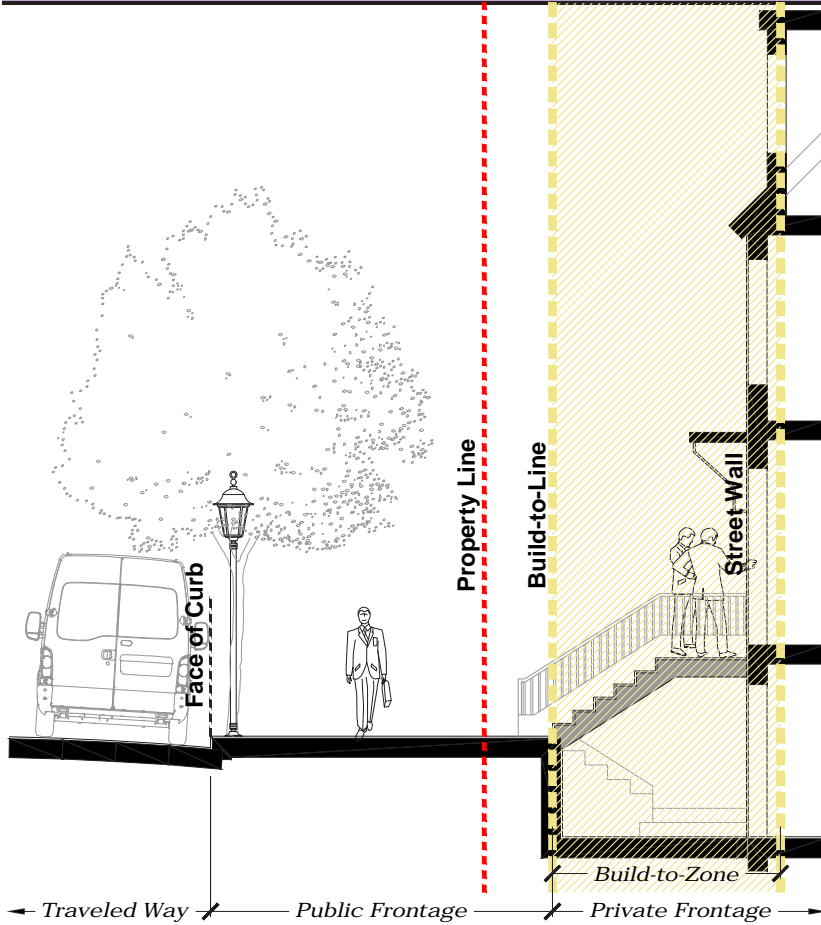 Face of Curb
Property Line
Build-to-Line
Street Wall
Build-to-Zone
Traveled Way
Public Frontage
Private Frontage